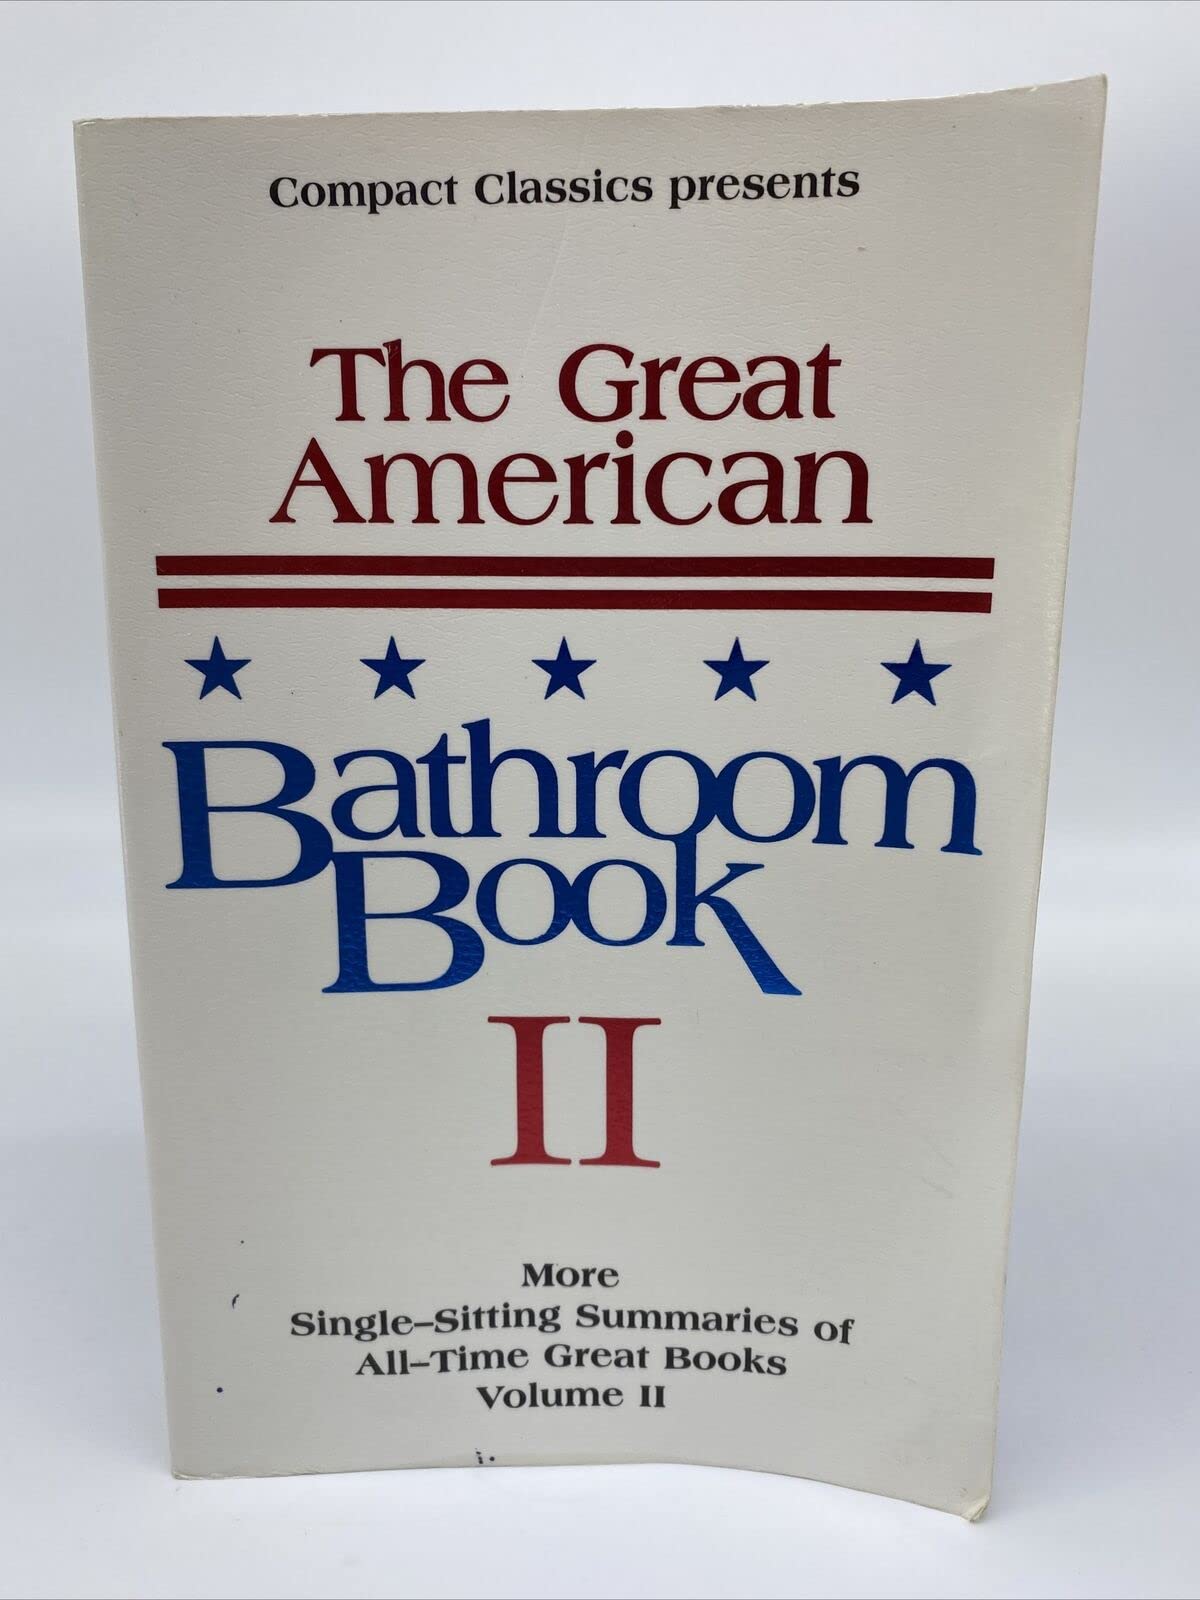 Compact Classics presents
The Great
American
Bathroom
Book
II
More
Single–Sitting Summaries of
All–Time Great Books
Volume II